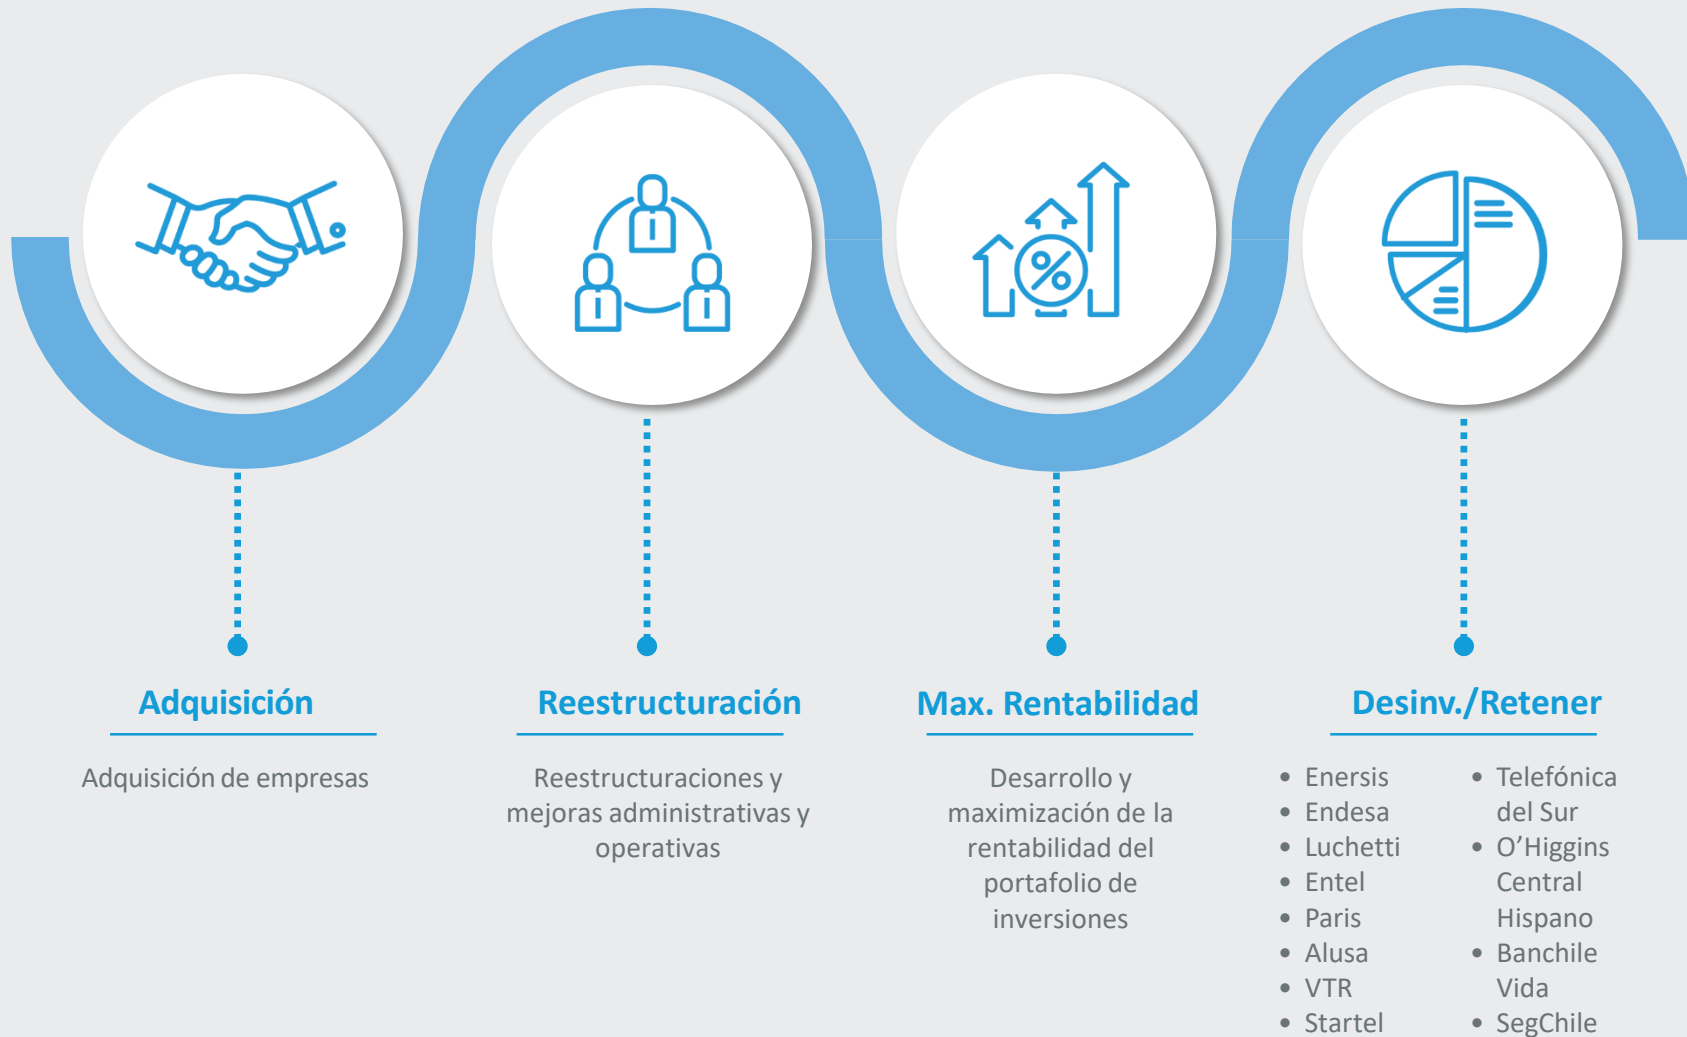 Adquisición
Adquisición de empresas
Reestructuración
Reestructuraciones y
mejoras administrativas y
operativas
Max. Rentabilidad
Desarrollo y
maximización de la
rentabilidad del
portafolio de
inversiones
Desinv./Retener
• Enersis
• Endesa
• Luchetti
• Entel
• Paris
• Alusa
• VTR
• Startel
• Telefónica
del Sur
• O’Higgins
Central
Hispano
• Banchile
Vida
• SegChile